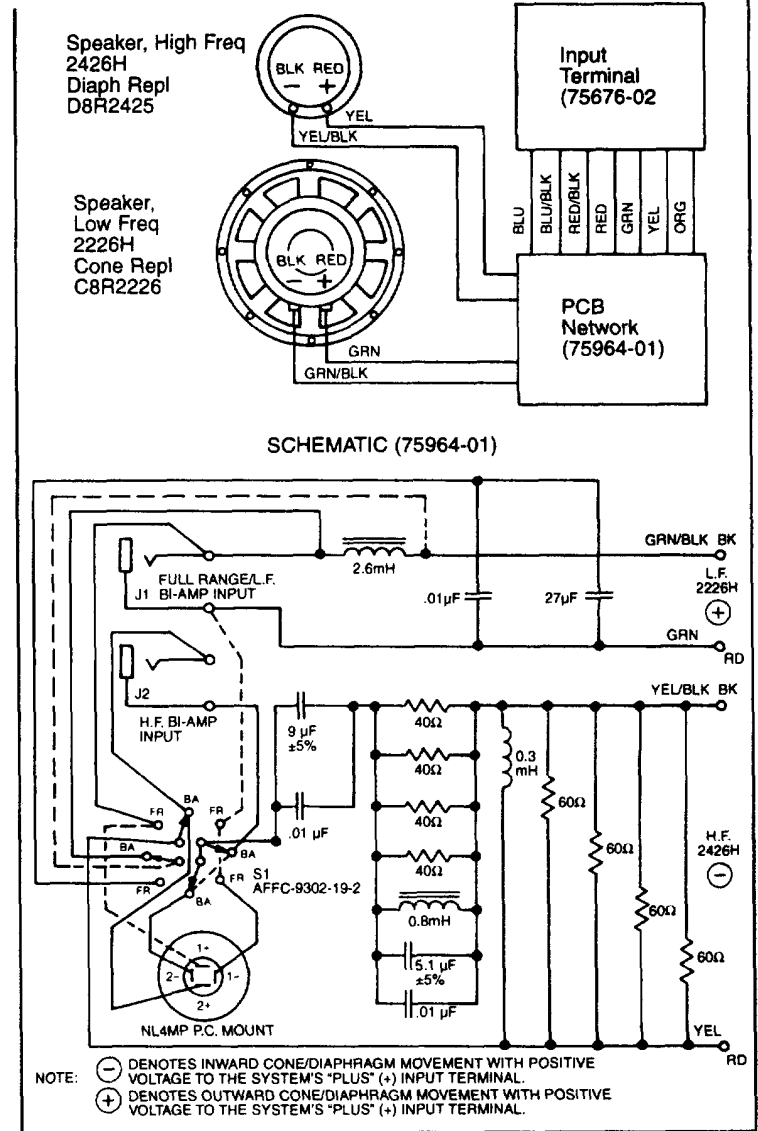 Speaker, High Freq
2426H
Diaph Repl
D8R2425
BLK RED
− +
YEL
YEL/BLK
Input
Terminal
(75676-02
Speaker,
Low Freq
2226H
Cone Repl
C8R2226
BLK RED
− +
GRN
GRN/BLK
BLU
BLU/BLK
RED/BLK
RED
GRN
YEL
ORG
PCB
Network
(75964-01)
SCHEMATIC (75964-01)
GRN/BLK BK
2.6mH
L.F.
2226H
+
FULL RANGE/L.F.
J1 BI-AMP INPUT
.01µF
27µF
GRN
RD
J2
H.F. BI-AMP
INPUT
YEL/BLK BK
9 µF
±5%
.01 µF
40Ω
40Ω
40Ω
40Ω
0.8mH
5.1 µF
±5%
.01 µF
0.3
mH
60Ω
60Ω
60Ω
60Ω
H.F.
2426H
−
FR
BA
FR
BA
BA
FR
BA
FR
S1
AFFC-9302-19-2
1+
2−
1−
2+
NL4MP P.C. MOUNT
YEL
RD
NOTE: − DENOTES INWARD CONE/DIAPHRAGM MOVEMENT WITH POSITIVE
VOLTAGE TO THE SYSTEM'S "PLUS" (+) INPUT TERMINAL.
+ DENOTES OUTWARD CONE/DIAPHRAGM MOVEMENT WITH POSITIVE
VOLTAGE TO THE SYSTEM'S "PLUS" (+) INPUT TERMINAL.